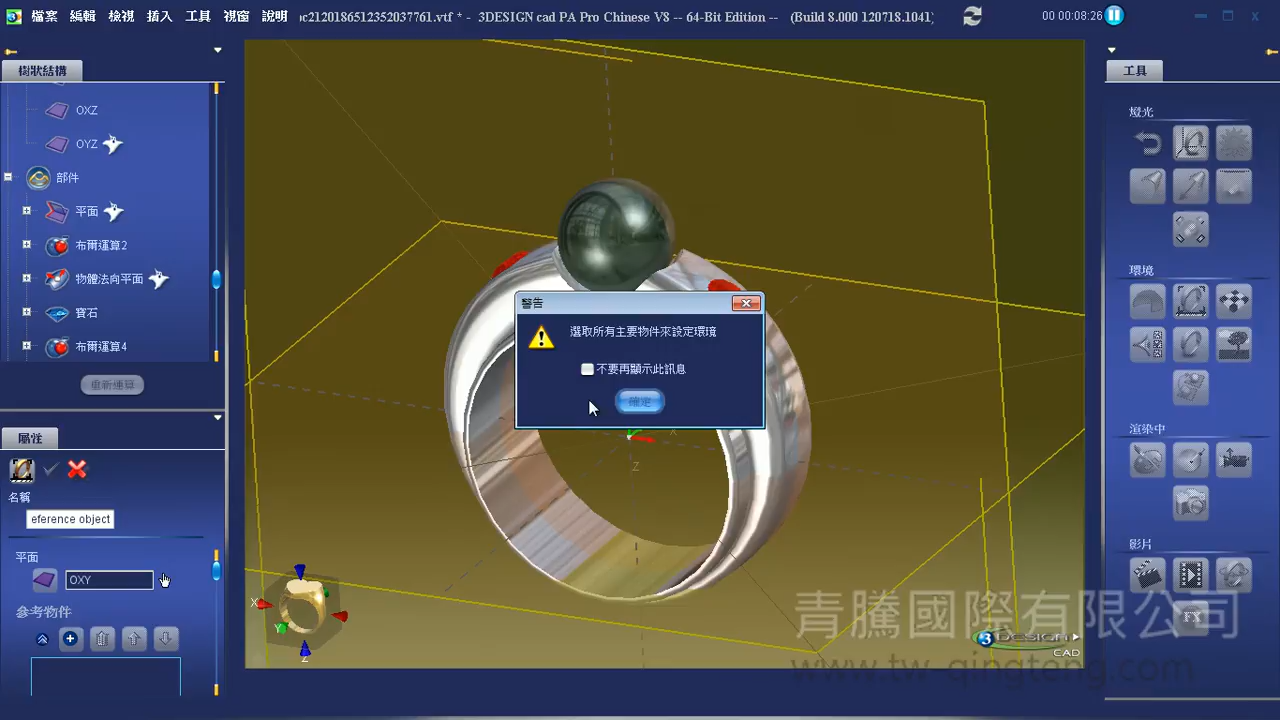 檔案 編輯 檢視 插入 工具 視窗 說明
oc2120186512352037761.vtf * - 3DESIGN cad PA Pro Chinese V8 -- 64-Bit Edition -- (Build 8.000 120718.1041)
00 00:08:26
樹狀結構
OXZ
OYZ
部件
平面
布爾運算2
物體法向平面
寶石
布爾運算4
重新運算
屬性
名稱
eference object
平面
OXY
參考物件
警告
選取所有主要物件來設定環境
不要再顯示此訊息
確定
X
Z
X
Y
Z
工具
燈光
環境
渲染中
影片
FX
3DESIGN
CAD
青騰國際有限公司
www.tw-qingteng.com